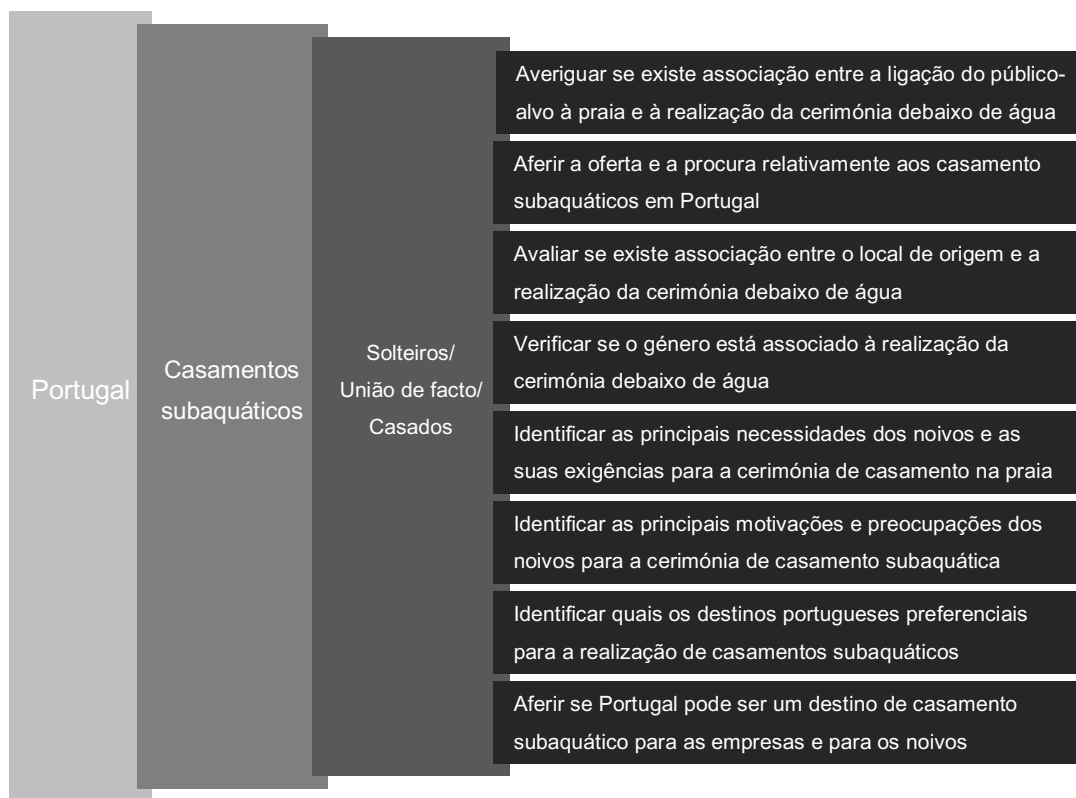 Portugal
Casamentos
subaquáticos
Solteiros/
União de facto/
Casados
Averiguar se existe associação entre a ligação do público-
alvo à praia e à realização da cerimónia debaixo de água
Aferir a oferta e a procura relativamente aos casamento
subaquáticos em Portugal
Avaliar se existe associação entre o local de origem e a
realização da cerimónia debaixo de água
Verificar se o género está associado à realização da
cerimónia debaixo de água
Identificar as principais necessidades dos noivos e as
suas exigências para a cerimónia de casamento na praia
Identificar as principais motivações e preocupações dos
noivos para a cerimónia de casamento subaquática
Identificar quais os destinos portugueses preferenciais
para a realização de casamentos subaquáticos
Aferir se Portugal pode ser um destino de casamento
subaquático para as empresas e para os noivos